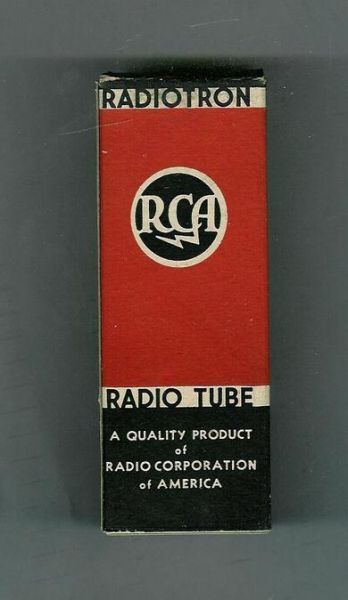 RADIOTRON
RCA
RADIO TUBE
A QUALITY PRODUCT
of
RADIO CORPORATION
of AMERICA